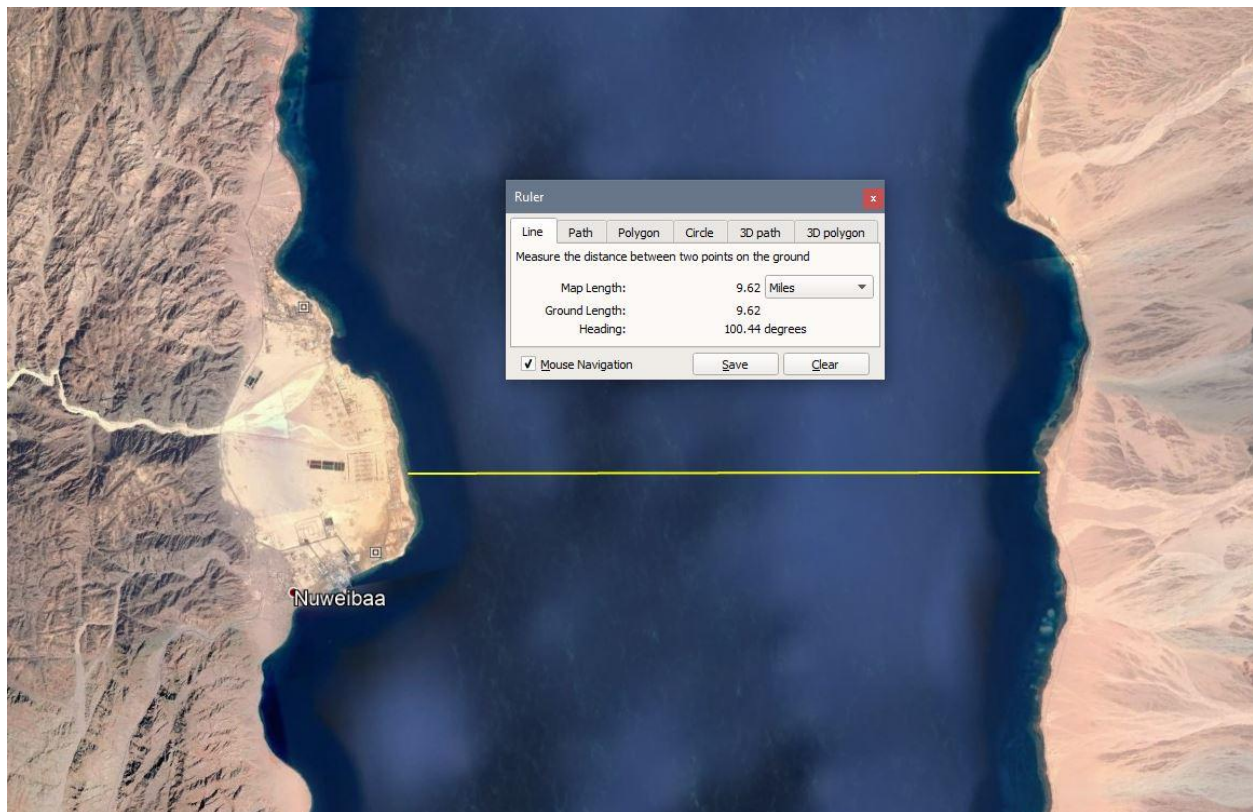 Ruler
x
Line Path Polygon Circle 3D path 3D polygon
Measure the distance between two points on the ground
Map Length: 9.62 Miles
Ground Length: 9.62
Heading: 100.44 degrees
Mouse Navigation Save Clear
Nuweibaa